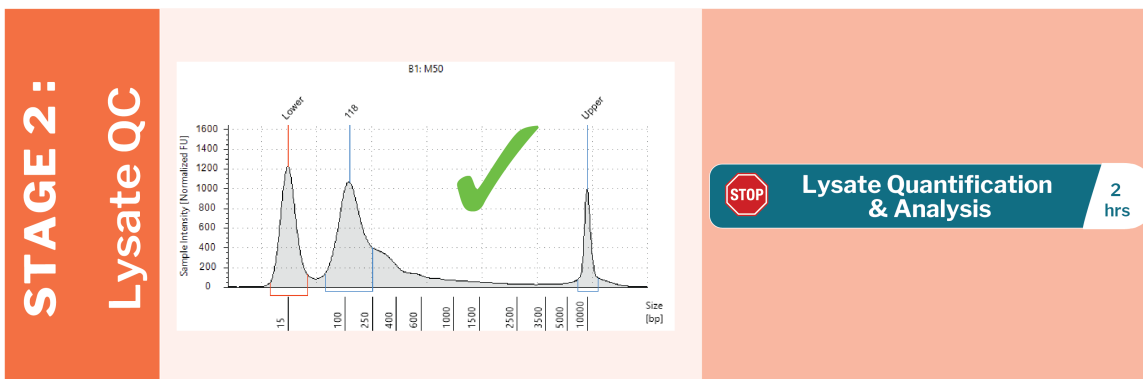 STAGE 2:
Lysate QC
B1: M50
Lower
118
Upper
Sample Intensity [Normalized FU]
1600
1400
1200
1000
800
600
400
200
0
15
100
250
400
600
1000
1500
2500
3500
5000
10000
Size
[bp]
STOP
Lysate Quantification
& Analysis
2
hrs